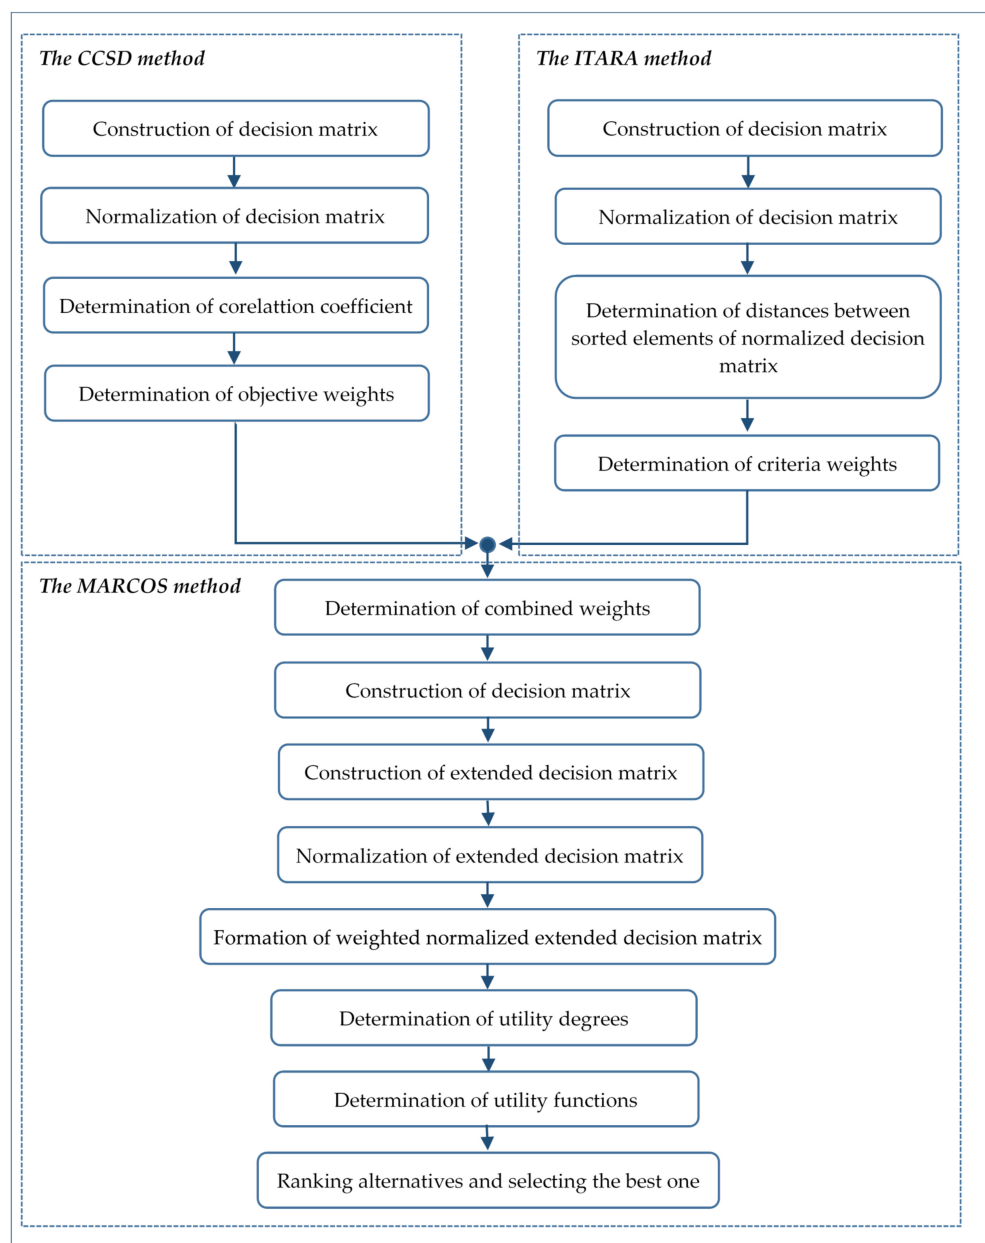 The CCSD method
Construction of decision matrix
Normalization of decision matrix
Determination of corelattion coefficient
Determination of objective weights
The ITARA method
Construction of decision matrix
Normalization of decision matrix
Determination of distances between
sorted elements of normalized decision
matrix
Determination of criteria weights
The MARCOS method
Determination of combined weights
Construction of decision matrix
Construction of extended decision matrix
Normalization of extended decision matrix
Formation of weighted normalized extended decision matrix
Determination of utility degrees
Determination of utility functions
Ranking alternatives and selecting the best one